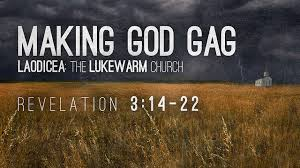 MAKING GOD GAG
LAODICEA: THE LUKEWARM CHURCH
REVELATION 3:14-22